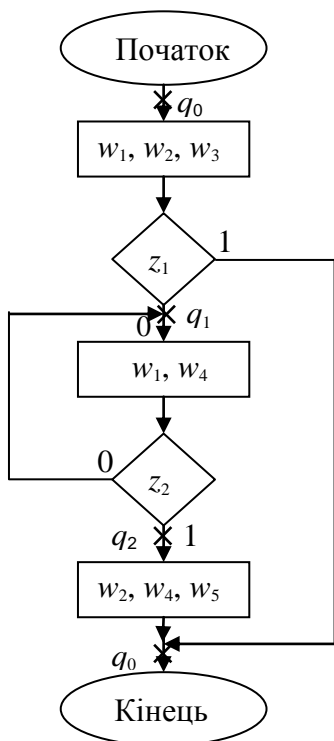 Початок
q₀
w₁, w₂, w₃
z₁ 1
0 q₁
w₁, w₄
0 z₂
q₂ 1
w₂, w₄, w₅
q₀
Кінець